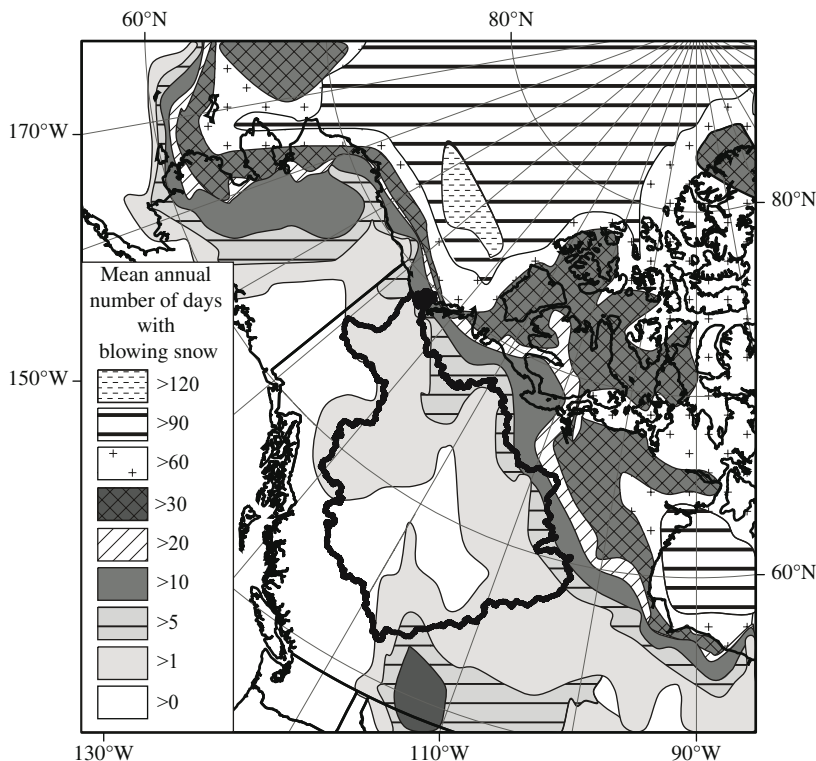 60°N
80°N
170°W
80°N
Mean annual
number of days
with
blowing snow
>120
>90
>60
>30
>20
>10
>5
>1
>0
150°W
60°N
130°W
110°W
90°W